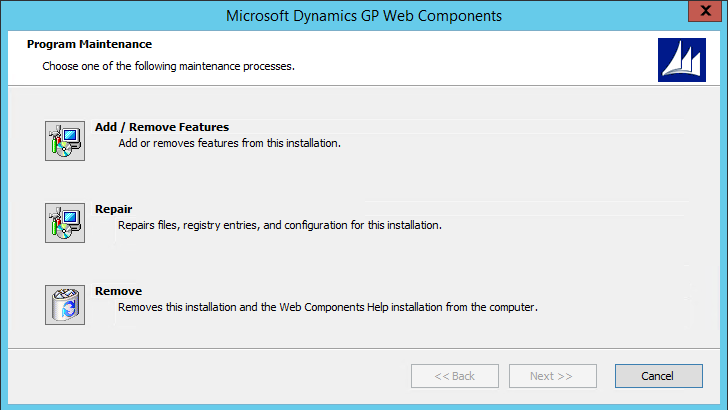 Microsoft Dynamics GP Web Components
X
Program Maintenance
Choose one of the following maintenance processes.
Add / Remove Features
Add or removes features from this installation.
Repair
Repairs files, registry entries, and configuration for this installation.
Remove
Removes this installation and the Web Components Help installation from the computer.
<< Back Next >> Cancel